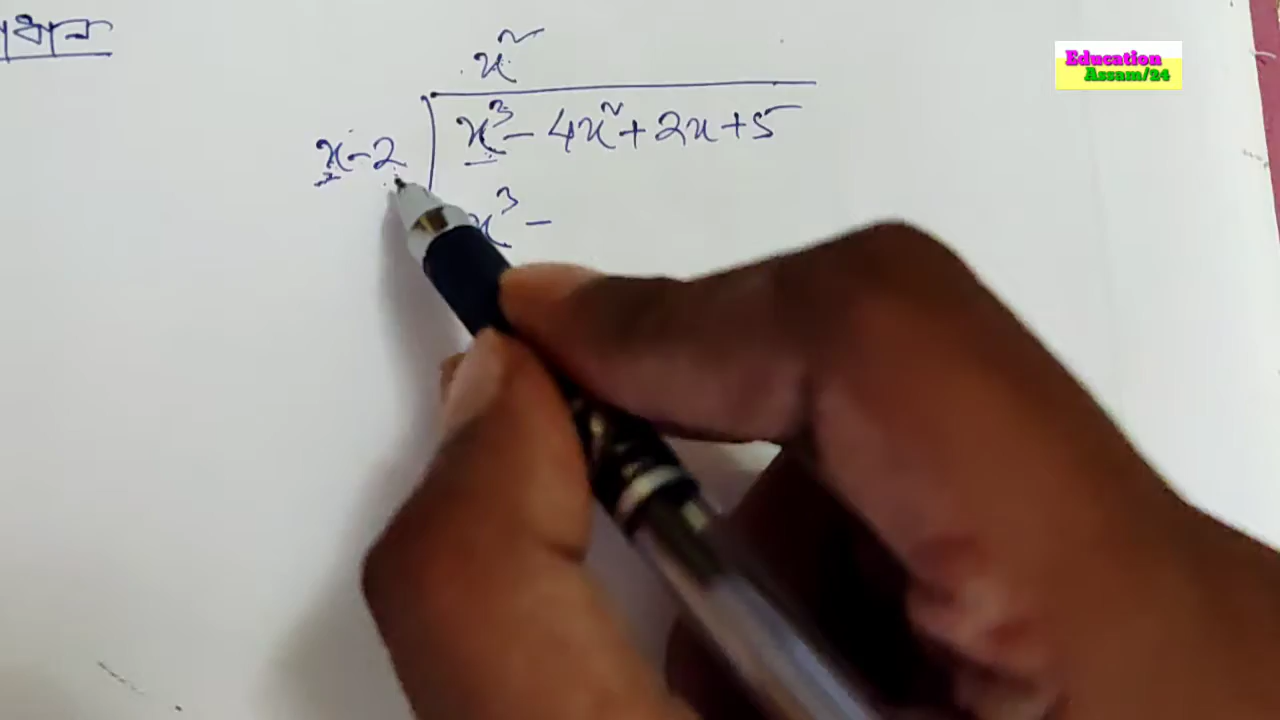 Education
Assam/24
x²
x - 2
x³ - 4x² + 2x + 5
x³ -